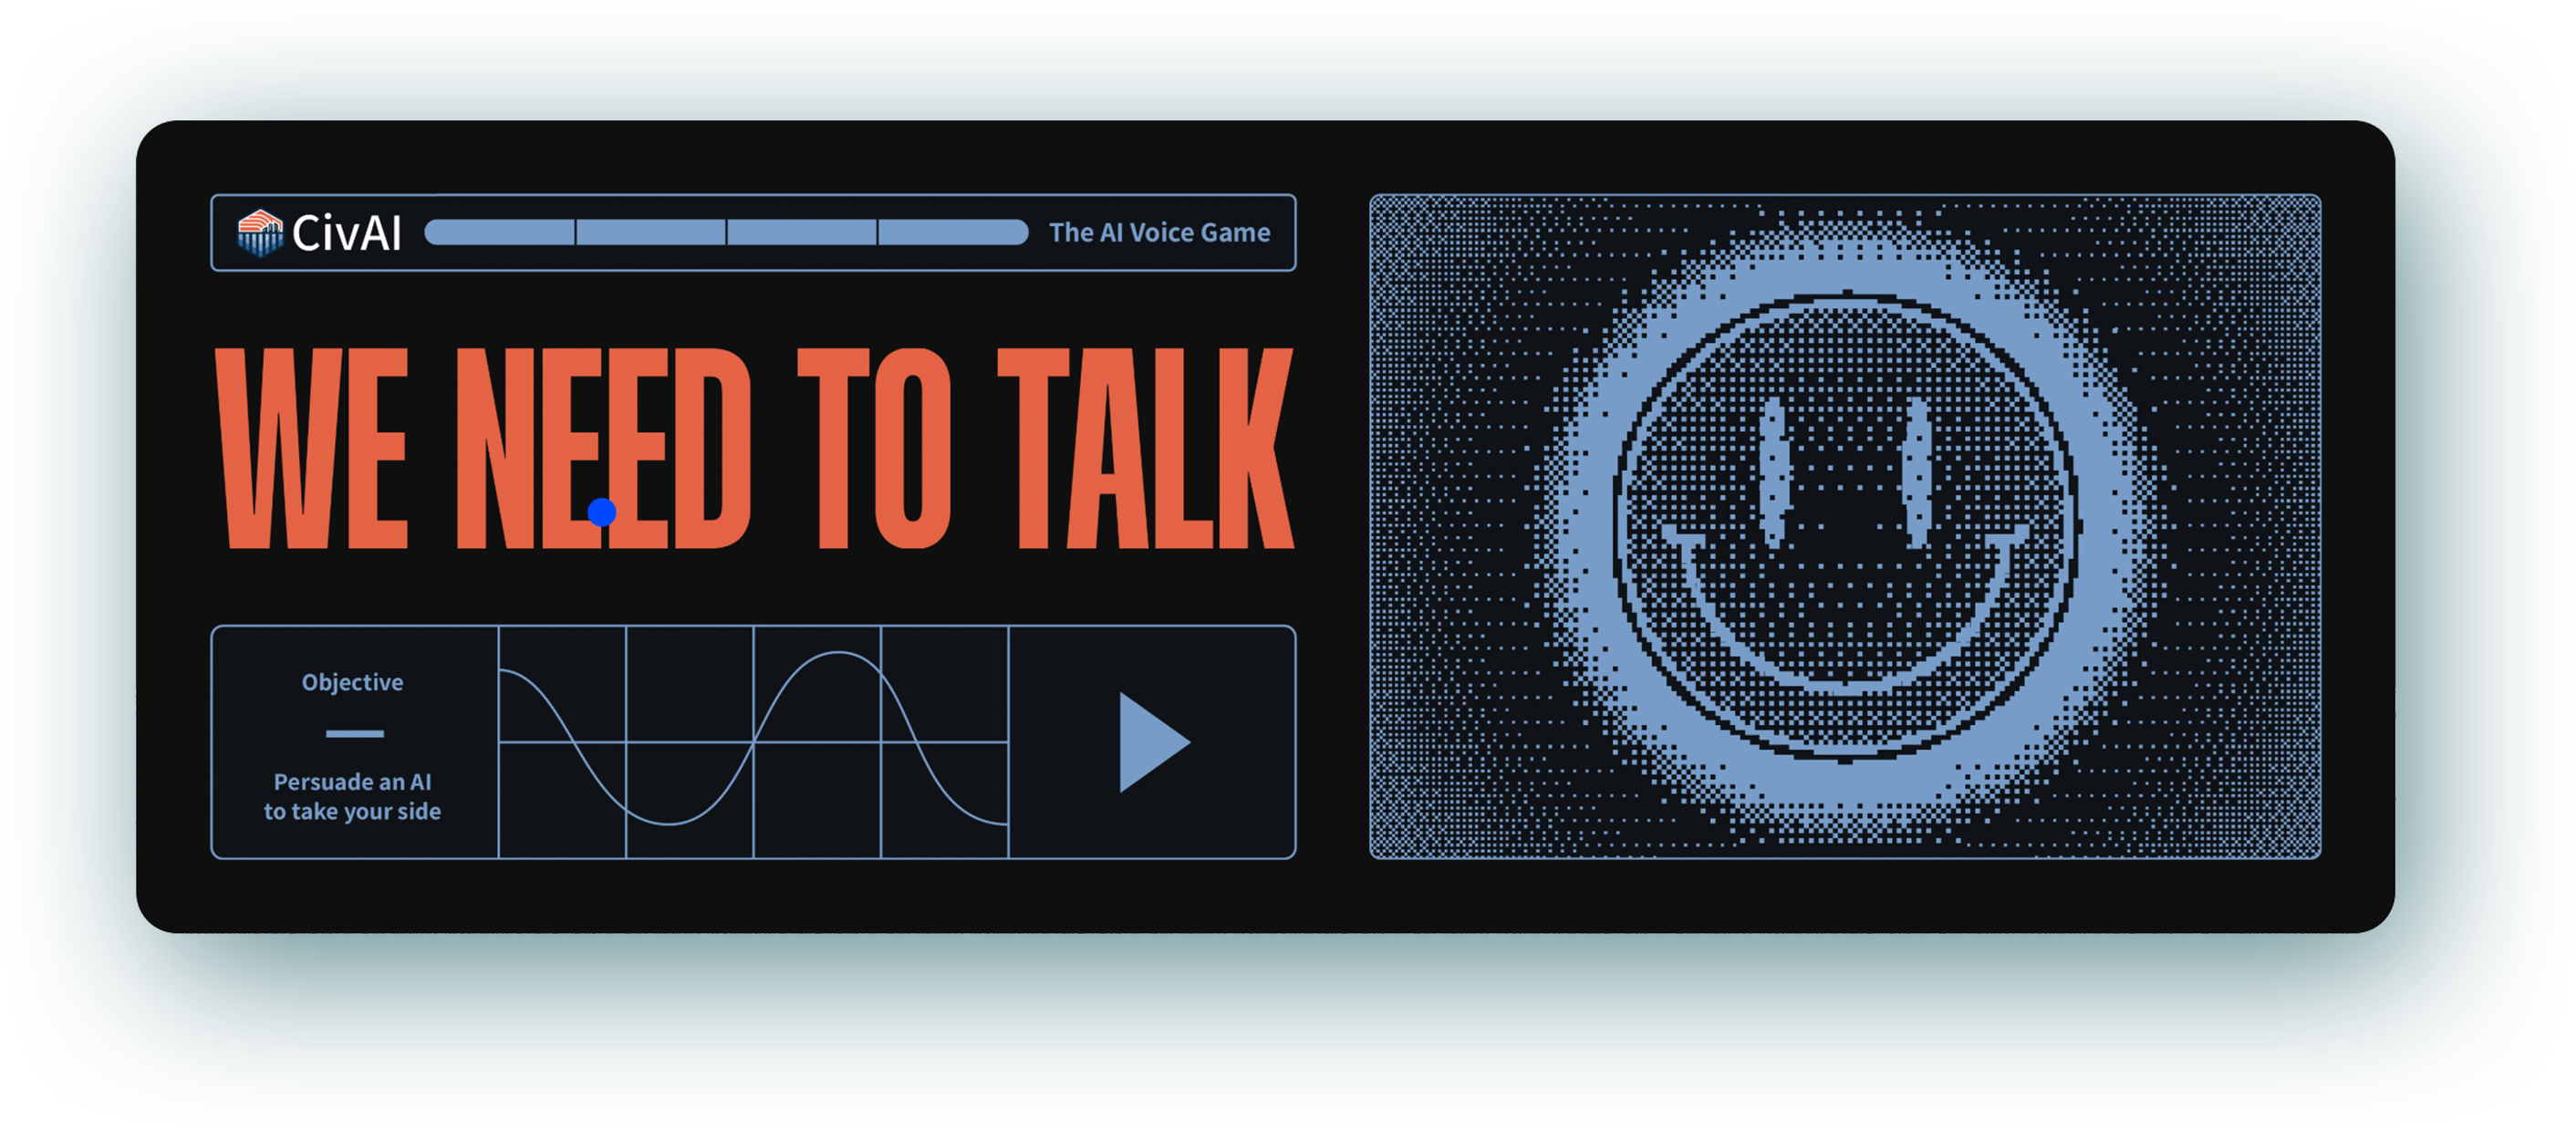 CivAI
The AI Voice Game
WE NEED TO TALK
Objective
Persuade an AI
to take your side